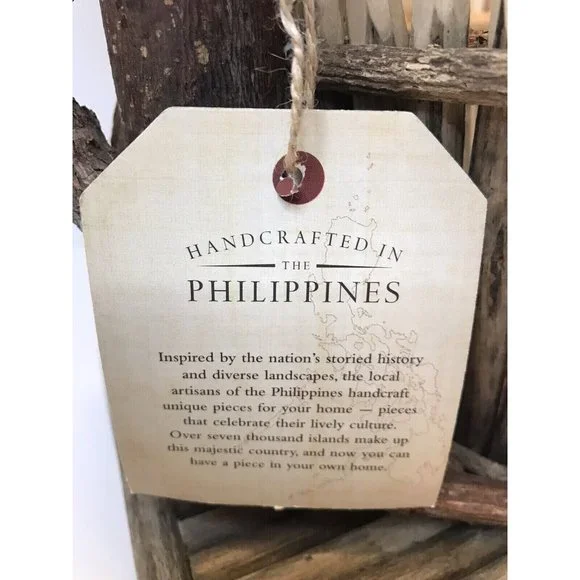 HANDCRAFTED IN
THE
PHILIPPINES
Inspired by the nation's storied history
and diverse landscapes, the local
artisans of the Philippines handcraft
unique pieces for your home — pieces
that celebrate their lively culture.
Over seven thousand islands make up
this majestic country, and now you can
have a piece in your own home.